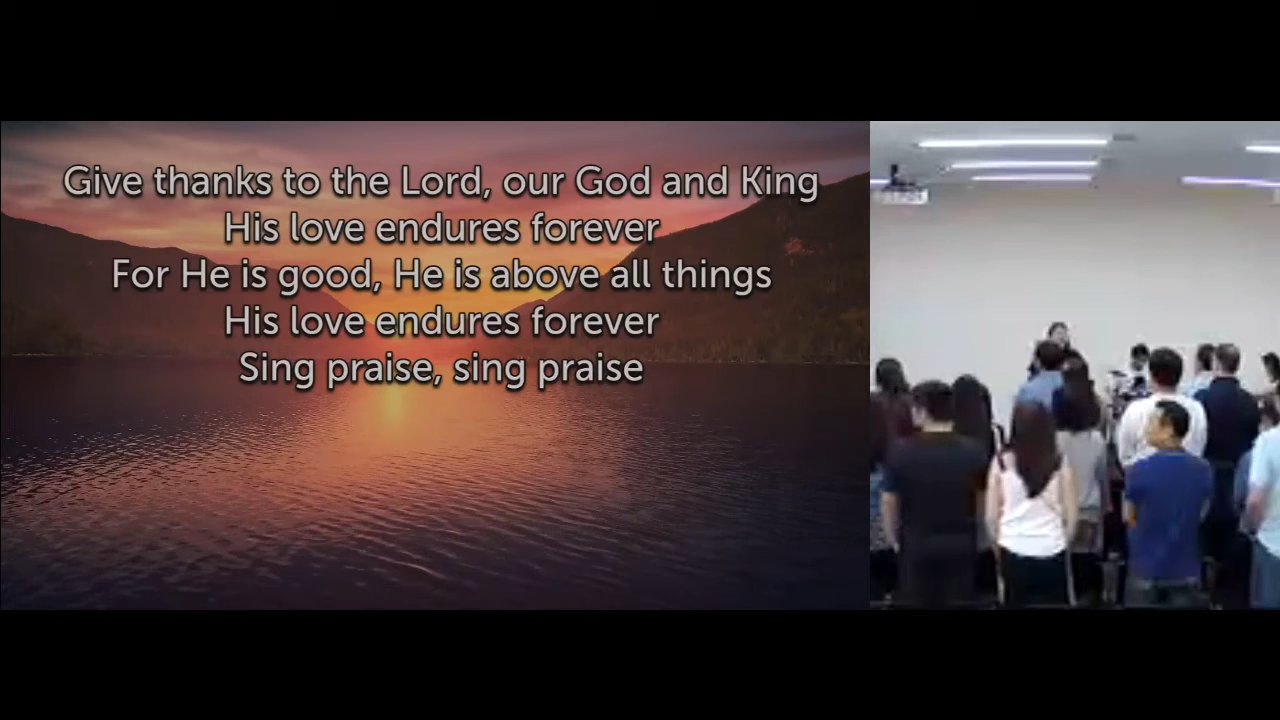 Give thanks to the Lord, our God and King
His love endures forever
For He is good, He is above all things
His love endures forever
Sing praise, sing praise